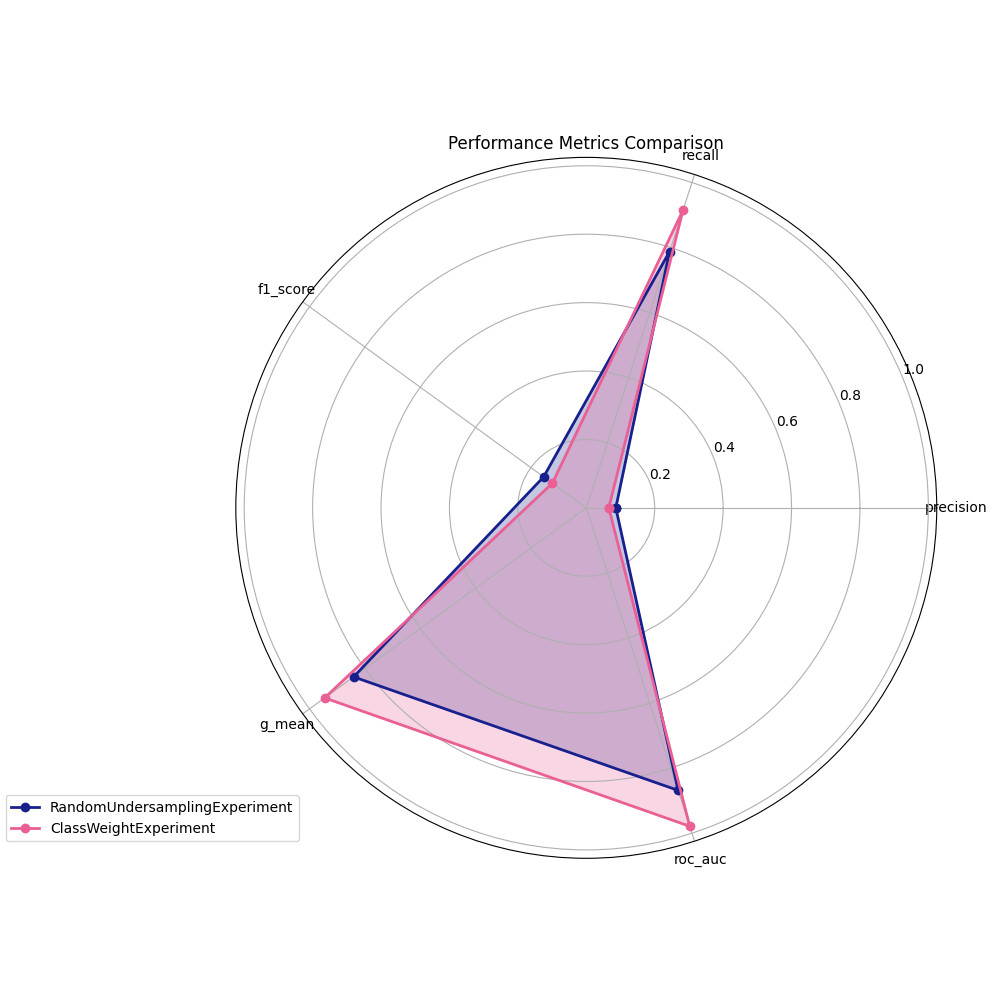 Performance Metrics Comparison
recall
f1_score
1.0
0.8
0.6
0.4
0.2
precision
g_mean
RandomUndersamplingExperiment
ClassWeightExperiment
roc_auc